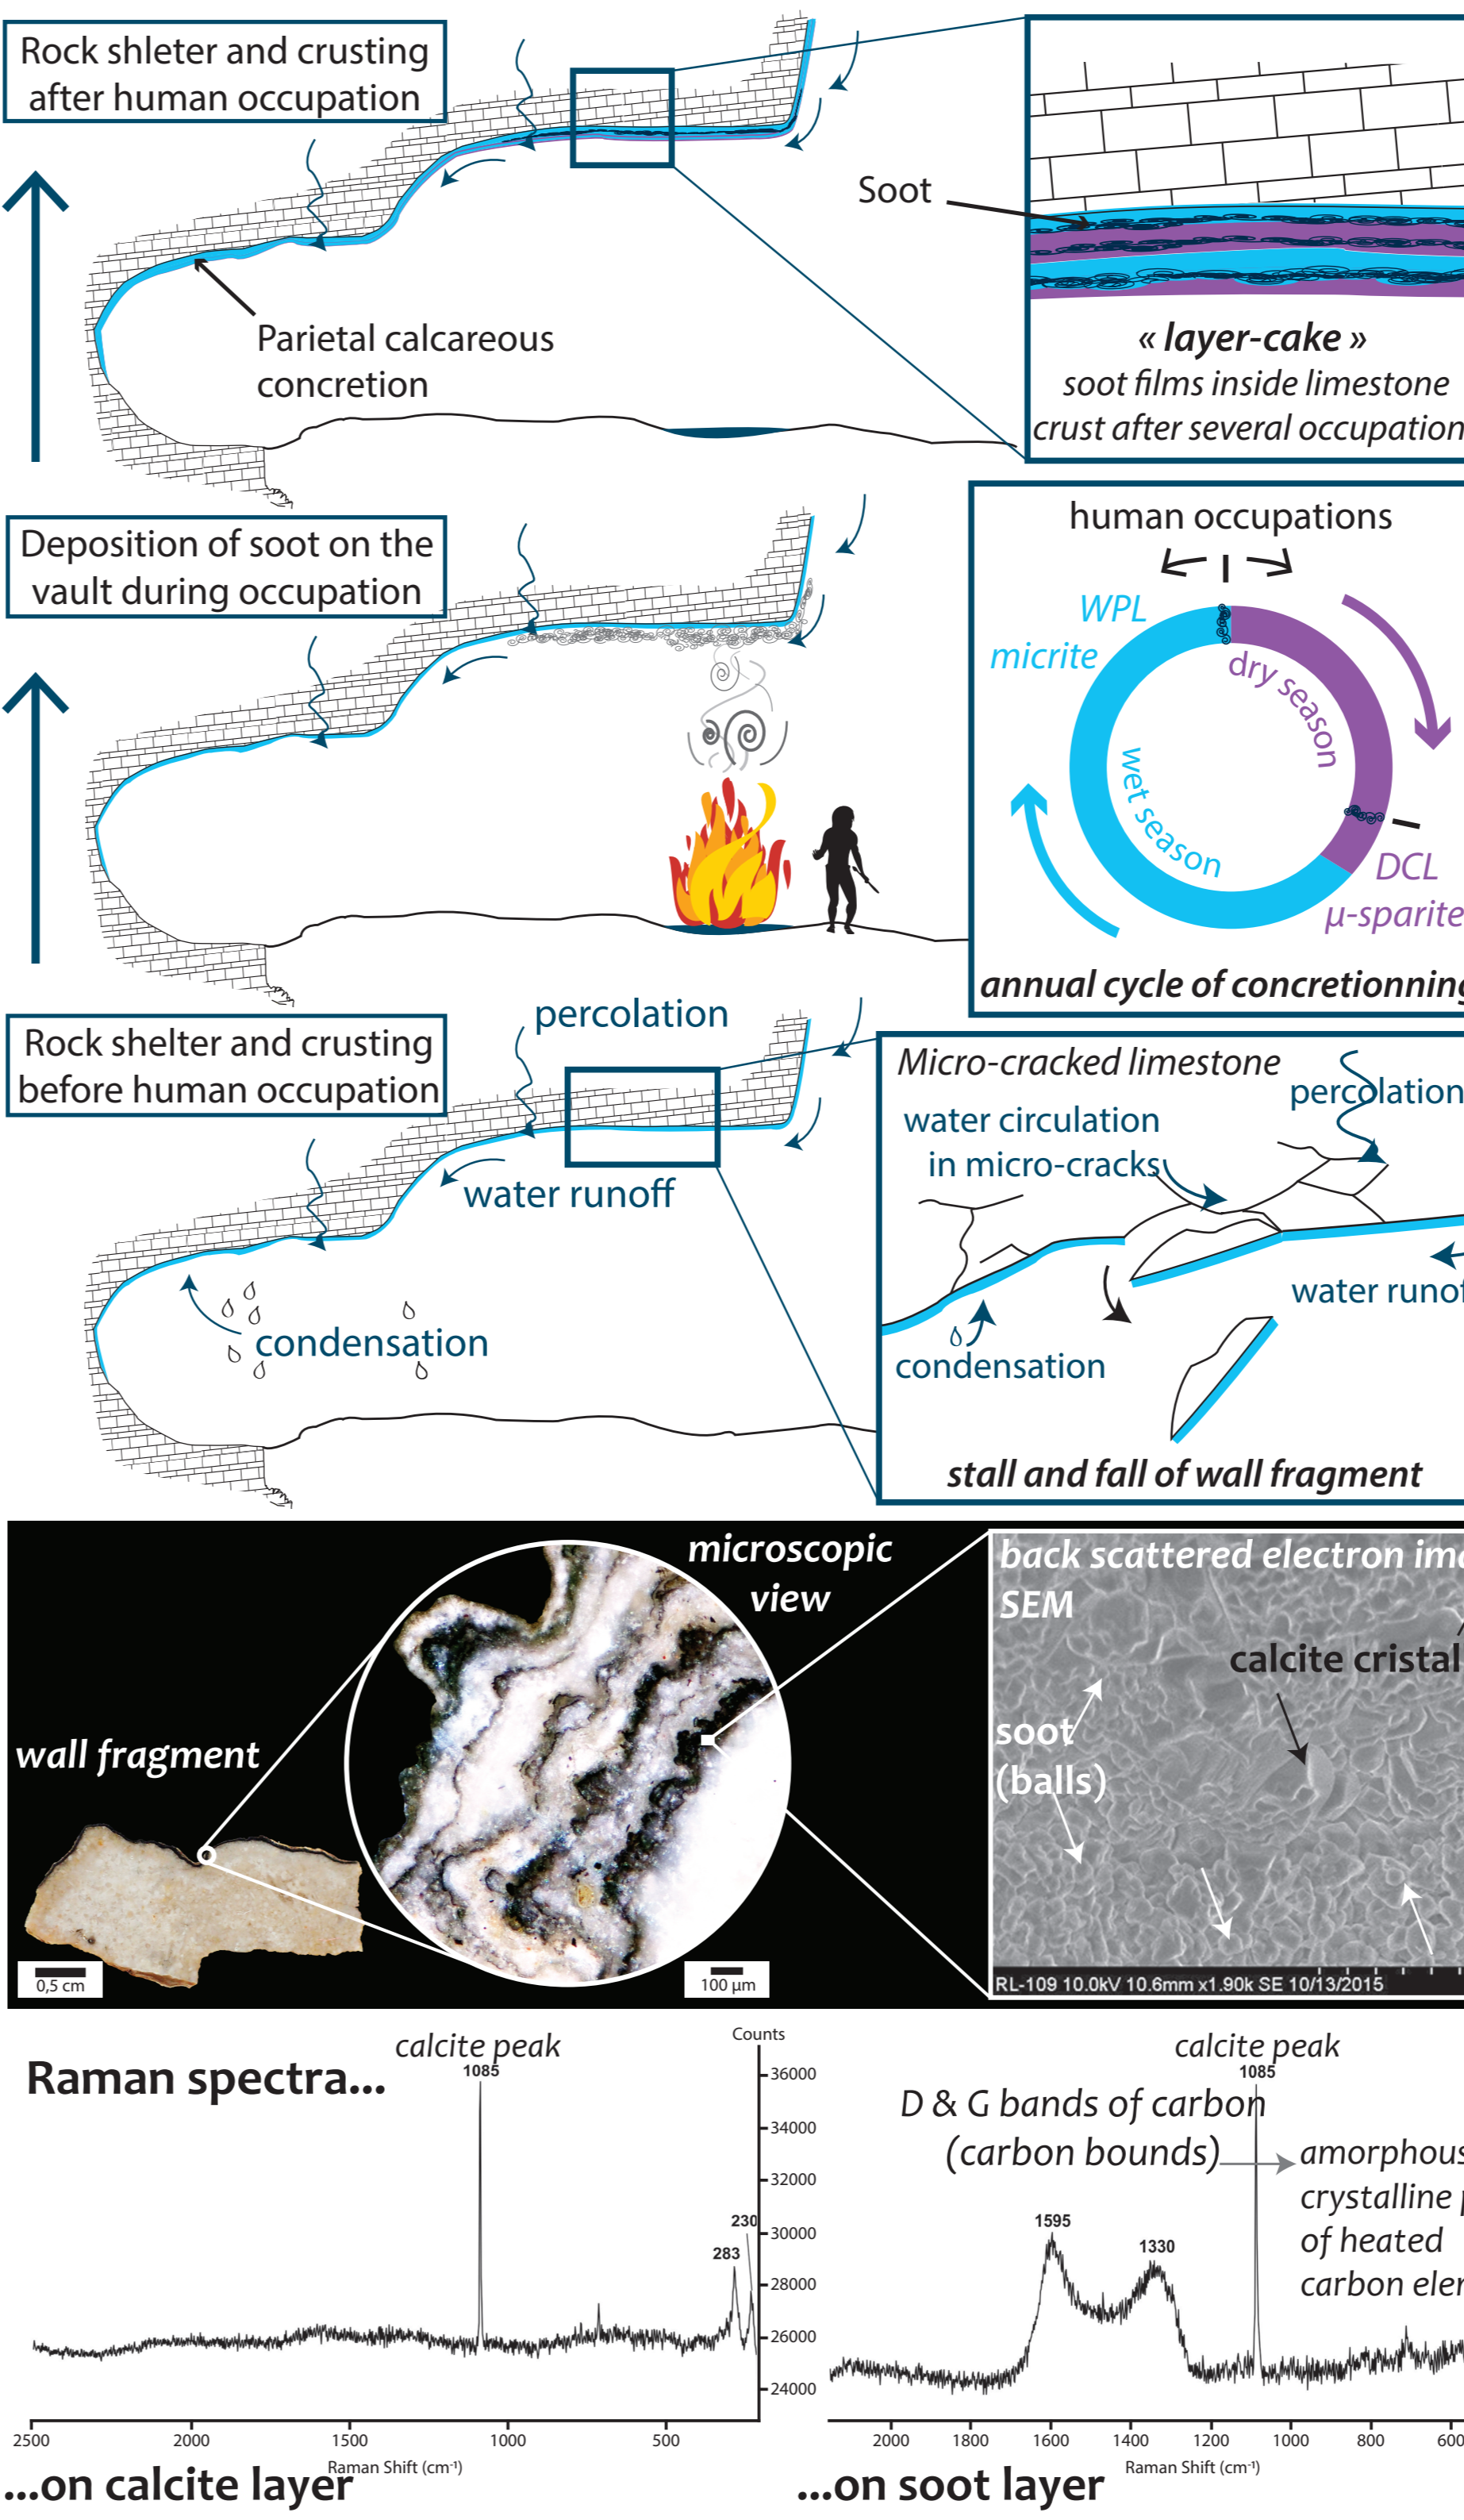 Rock shleter and crusting
after human occupation
Soot
Parietal calcareous
concretion
« layer-cake »
soot films inside limestone
crust after several occupation
Deposition of soot on the
vault during occupation
human occupations
WPL
micrite
dry season
wet season
DCL
µ-sparite
annual cycle of concretionning
Rock shelter and crusting
before human occupation
percolation
water runoff
condensation
Micro-cracked limestone
percolation
water circulation
in micro-cracks
condensation
stall and fall of wall fragment
wall fragment
0,5 cm
microscopic
view
100 µm
back scattered electron
SEM
calcite cristal
soot
(balls)
RL-109 10.0kV 10.6mm x1.90k SE 10/13/2015
Raman spectra...
calcite peak
1085
283
230
Counts
36000
34000
32000
30000
28000
26000
24000
2500 2000 1500 1000 500
Raman Shift (cm-1)
...on calcite layer
calcite peak
1085
D & G bands of carbon
(carbon bounds)
amorphous
crystalline
of heated
carbon
1595
1330
2000 1800 1600 1400 1200 1000 800 600
Raman Shift (cm-1)
...on soot layer